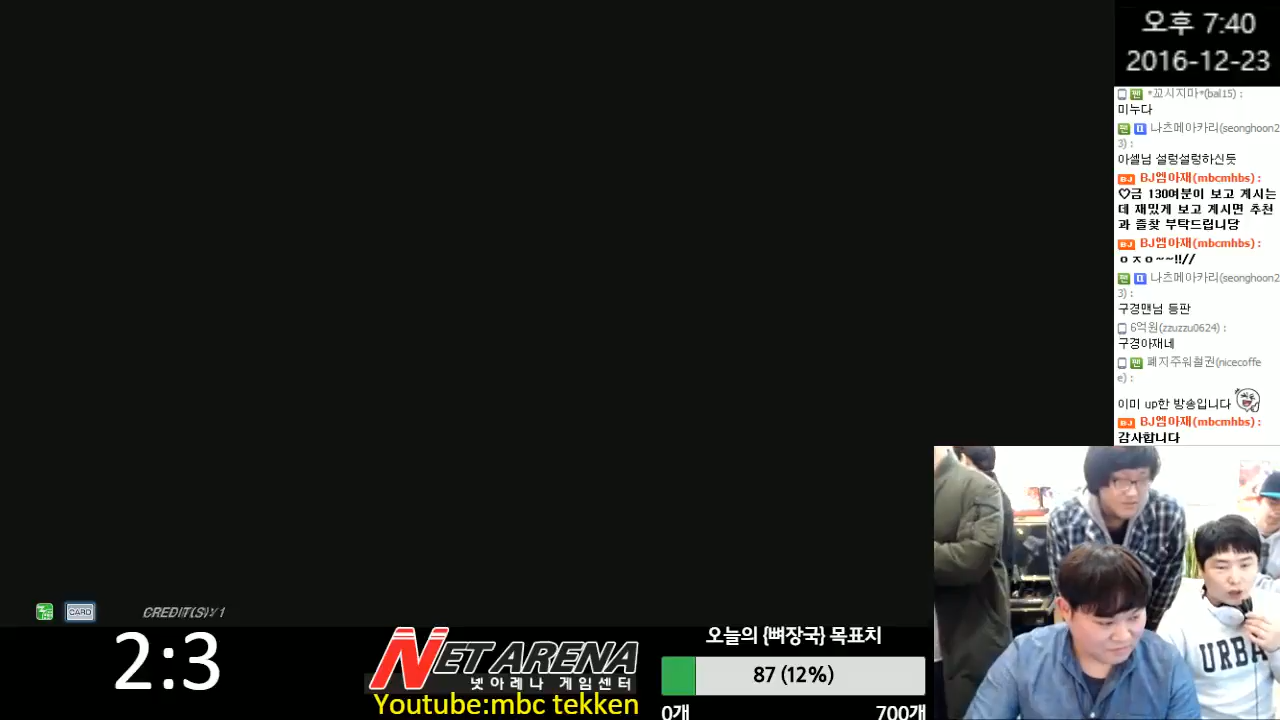 오후 7:40
2016-12-23
*꼬시지마*(bal15) :
미누다
나츠메아카리(seonghoon2
3) :
아셀님 설렁설렁하신듯
BJ엠아재(mbcmhbs) :
♡금 130여분이 보고 계시는
데 재밌게 보고 계시면 추천
과 즐찾 부탁드립니당
BJ엠아재(mbcmhbs) :
ㅇㅈㅇ~~!!//
나츠메아카리(seonghoon2
3) :
구경맨님 등판
6억원(zzuzzu0624) :
구경아재네
폐지주워철권(nicecoffe
e) :
이미 up한 방송입니다
BJ엠아재(mbcmhbs) :
감사합니다
CARD
CREDIT(S) / 1
2:3
NET ARENA
넷아레나 게임센터
Youtube:mbc tekken
오늘의 {뼈장국} 목표치
87 (12%)
0개
700개
URBA